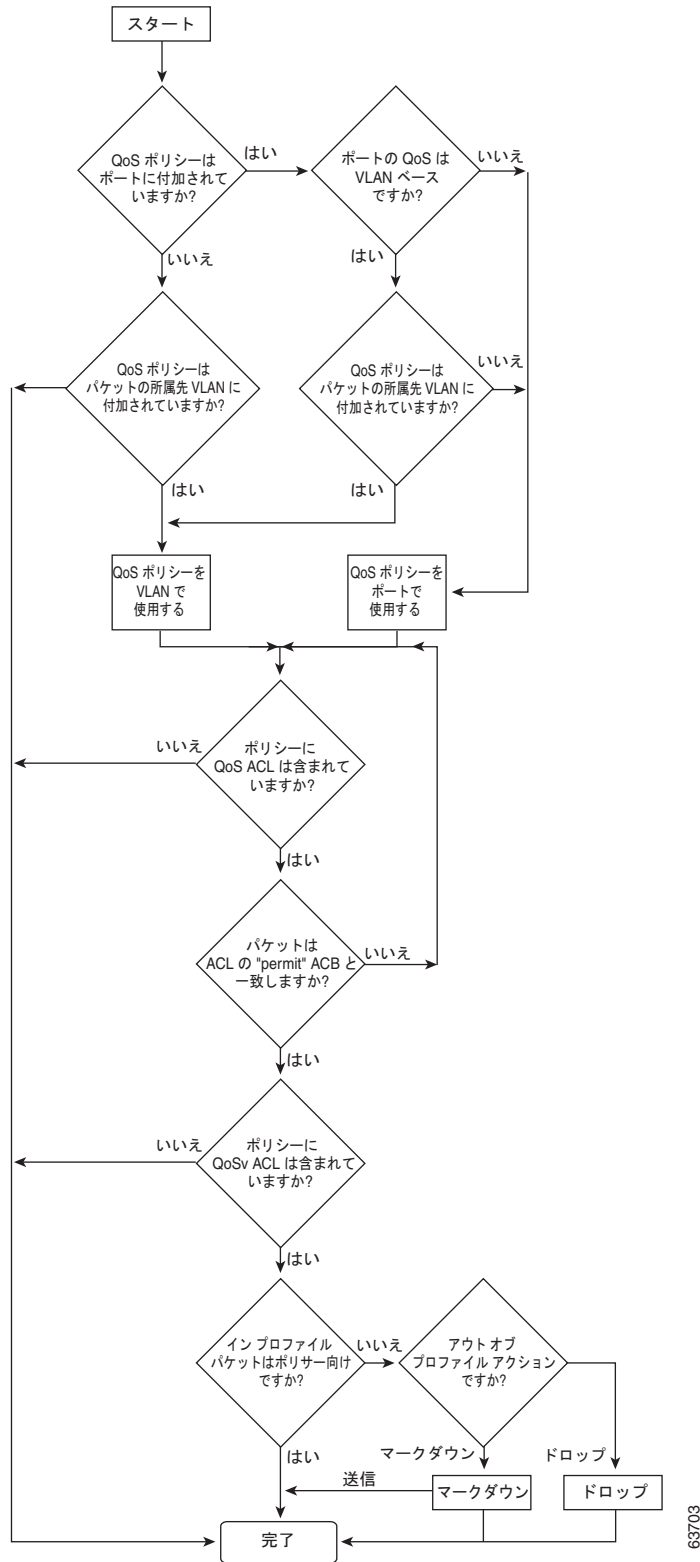 スタート
QoS ポリシーは
ポートに付加されて
いますか?
はい
ポートの QoS は
VLAN ベース
ですか?
いいえ
いいえ
はい
QoS ポリシーは
パケットの所属先 VLAN に
付加されていますか?
QoS ポリシーは
パケットの所属先 VLAN に
付加されていますか?
いいえ
はい
はい
QoS ポリシーを
VLAN で
使用する
QoS ポリシーを
ポートで
使用する
いいえ
ポリシーに
QoS ACL は含まれて
いますか?
はい
パケットは
ACL の "permit" ACB と
一致しますか?
いいえ
はい
いいえ
ポリシーに
QoSv ACL は含まれて
いますか?
はい
イン プロファイル
パケットはポリサー向け
ですか?
いいえ
アウト オブ
プロファイル アクション
ですか?
はい
マークダウン
ドロップ
送信
マークダウン
ドロップ
完了
63703